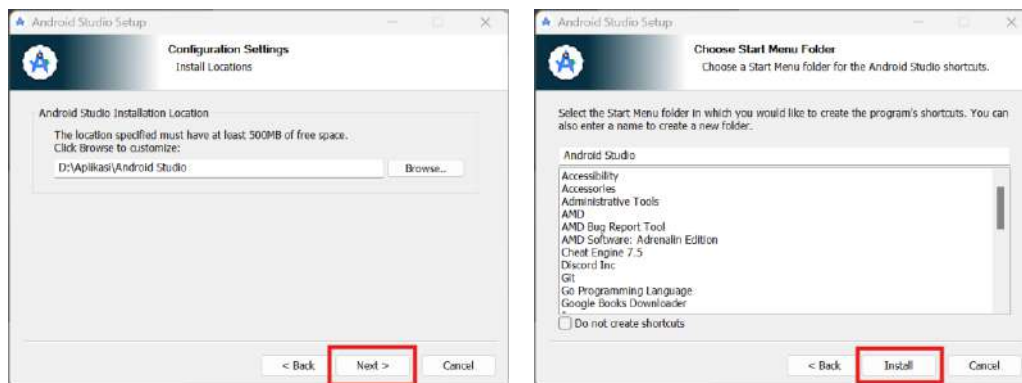 Android Studio Setup
Configuration Settings
Install Locations
Android Studio Installation Location
The location specified must have at least 500MB of free space.
Click Browse to customize:
D:\Aplikasi\Android Studio
Browse...
< Back
Next >
Cancel
Android Studio Setup
Choose Start Menu Folder
Choose a Start Menu folder for the Android Studio shortcuts.
Select the Start Menu folder in which you would like to create the program's shortcuts. You can
also enter a name to create a new folder.
Android Studio
Accessibility
Accessories
Administrative Tools
AMD
AMD Bug Report Tool
AMD Software: Adrenalin Edition
Cheat Engine 7.5
Discord Inc
Git
Go Programming Language
Google Books Downloader
Do not create shortcuts
< Back
Install
Cancel